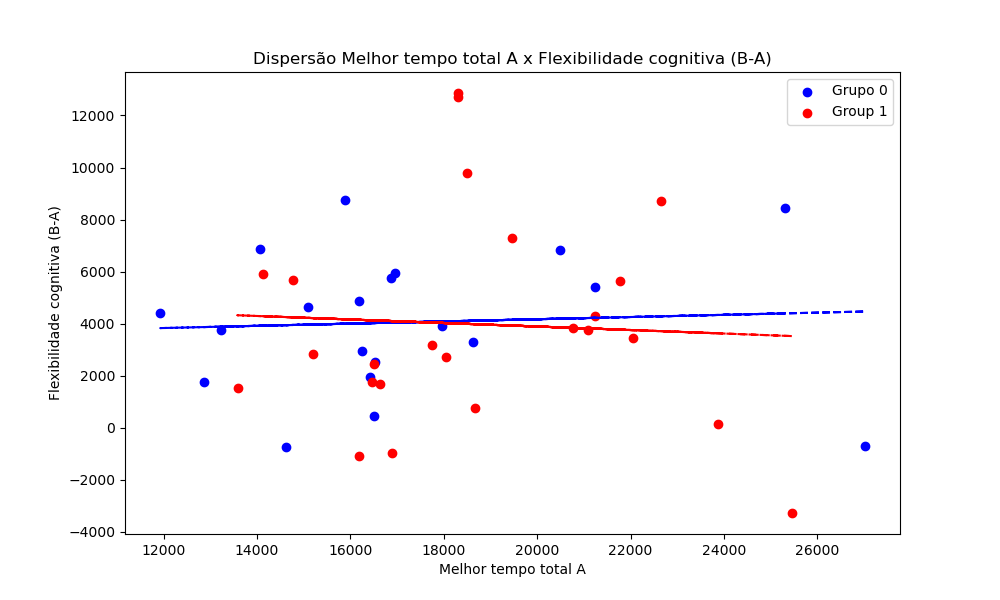 Dispersão Melhor tempo total A x Flexibilidade cognitiva (B-A)
Grupo 0
Group 1
12000
10000
8000
6000
4000
2000
0
−2000
−4000
Flexibilidade cognitiva (B-A)
12000 14000 16000 18000 20000 22000 24000 26000
Melhor tempo total A